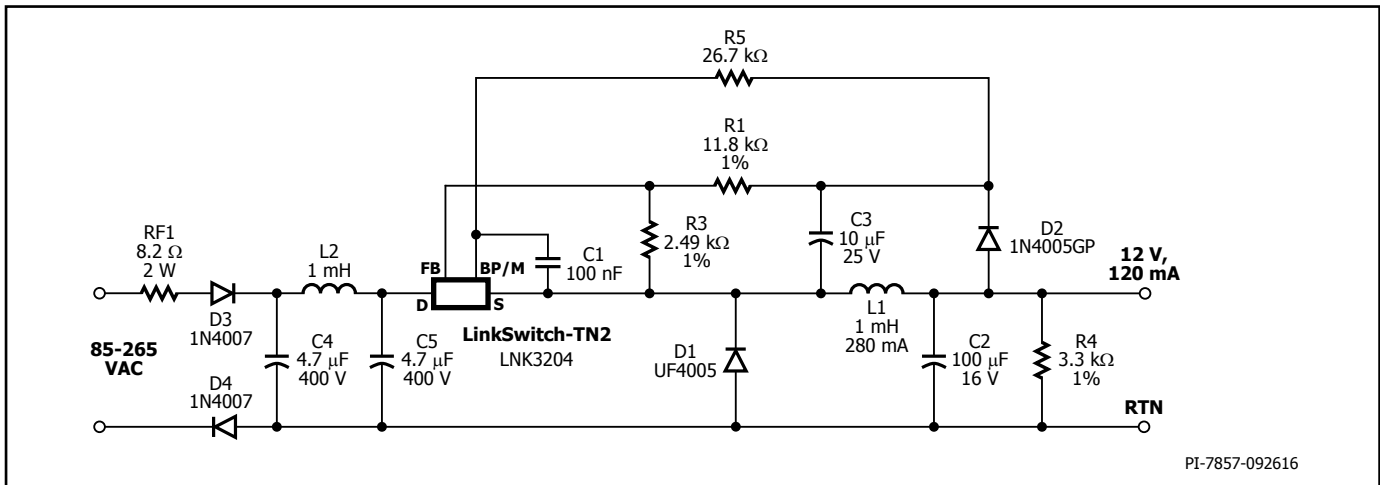 R5
26.7 kΩ
R1
11.8 kΩ
1%
RF1
8.2 Ω
2 W
L2
1 mH
FB
BP/M
D
S
C1
100 nF
R3
2.49 kΩ
1%
C3
10 μF
25 V
D2
1N4005GP
12 V,
120 mA
D3
1N4007
85-265
VAC
C4
4.7 μF
400 V
C5
4.7 μF
400 V
LinkSwitch-TN2
LNK3204
D1
UF4005
L1
1 mH
280 mA
C2
100 μF
16 V
R4
3.3 kΩ
1%
D4
1N4007
RTN
PI-7857-092616